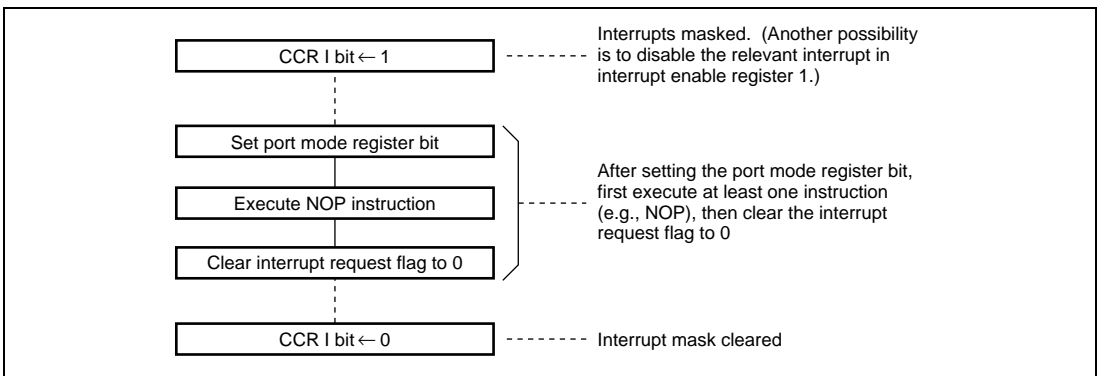 CCR I bit ← 1
Interrupts masked. (Another possibility
is to disable the relevant interrupt in
interrupt enable register 1.)
Set port mode register bit
Execute NOP instruction
Clear interrupt request flag to 0
After setting the port mode register bit,
first execute at least one instruction
(e.g., NOP), then clear the interrupt
request flag to 0
CCR I bit ← 0
Interrupt mask cleared